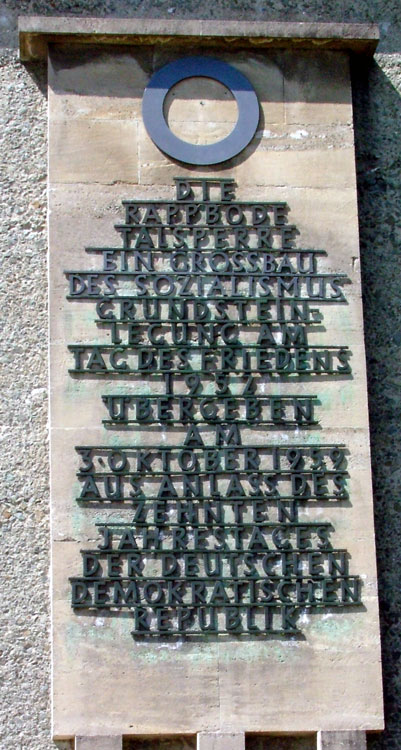 DIE
RAPPBODE
TALSPERRE
EIN GROSSBAU
DES SOZIALISMUS
GRUNDSTEIN-
LEGUNG AM
TAG DES FRIEDENS
1952
ÜBERGEBEN
AM
3·OKTOBER 1959
AUS ANLASS DES
ZEHNTEN
JAHRESTAGES
DER DEUTSCHEN
DEMOKRATISCHEN
REPUBLIK